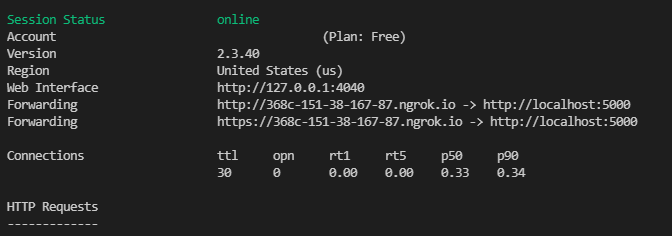 Session Status online
Account (Plan: Free)
Version 2.3.40
Region United States (us)
Web Interface http://127.0.0.1:4040
Forwarding http://368c-151-38-167-87.ngrok.io -> http://localhost:5000
Forwarding https://368c-151-38-167-87.ngrok.io -> http://localhost:5000
Connections ttl opn rt1 rt5 p50 p90
30 0 0.00 0.00 0.33 0.34
HTTP Requests
-------------